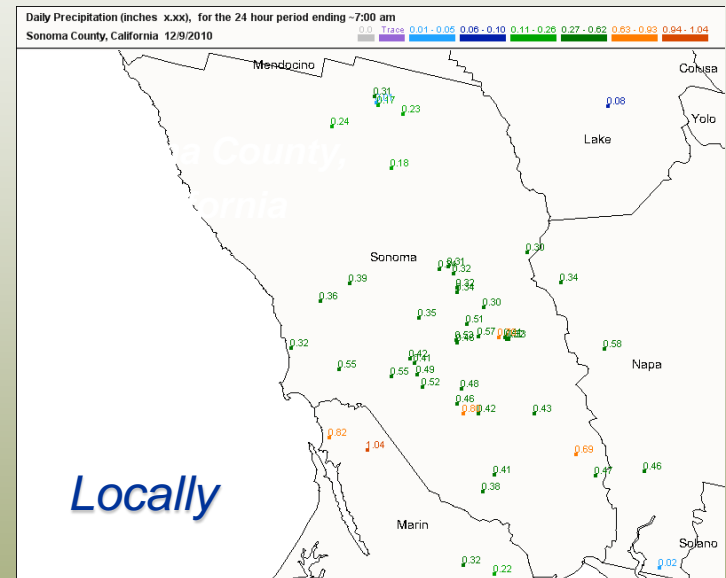 Daily Precipitation (inches x.xx), for the 24 hour period ending ~7:00 am
Sonoma County, California 12/9/2010
0.0 Trace 0.01 - 0.05 0.06 - 0.10 0.11 - 0.26 0.27 - 0.62 0.63 - 0.93 0.94 - 1.04
Mendocino
Colusa
0.31
0.17
0.23
0.08
0.24
Yolo
Lake
a County,
0.18
fornia
0.30
Sonoma
0.31
0.32
0.34
0.39
0.32
0.34
0.36
0.30
0.35
0.51
0.57
0.32
0.58
0.42
0.41
Napa
0.55
0.49
0.55
0.52
0.48
0.46
0.42
0.43
0.82
1.04
0.69
0.41
0.47
0.46
0.38
Locally
Marin
Solano
0.32
0.22
0.02